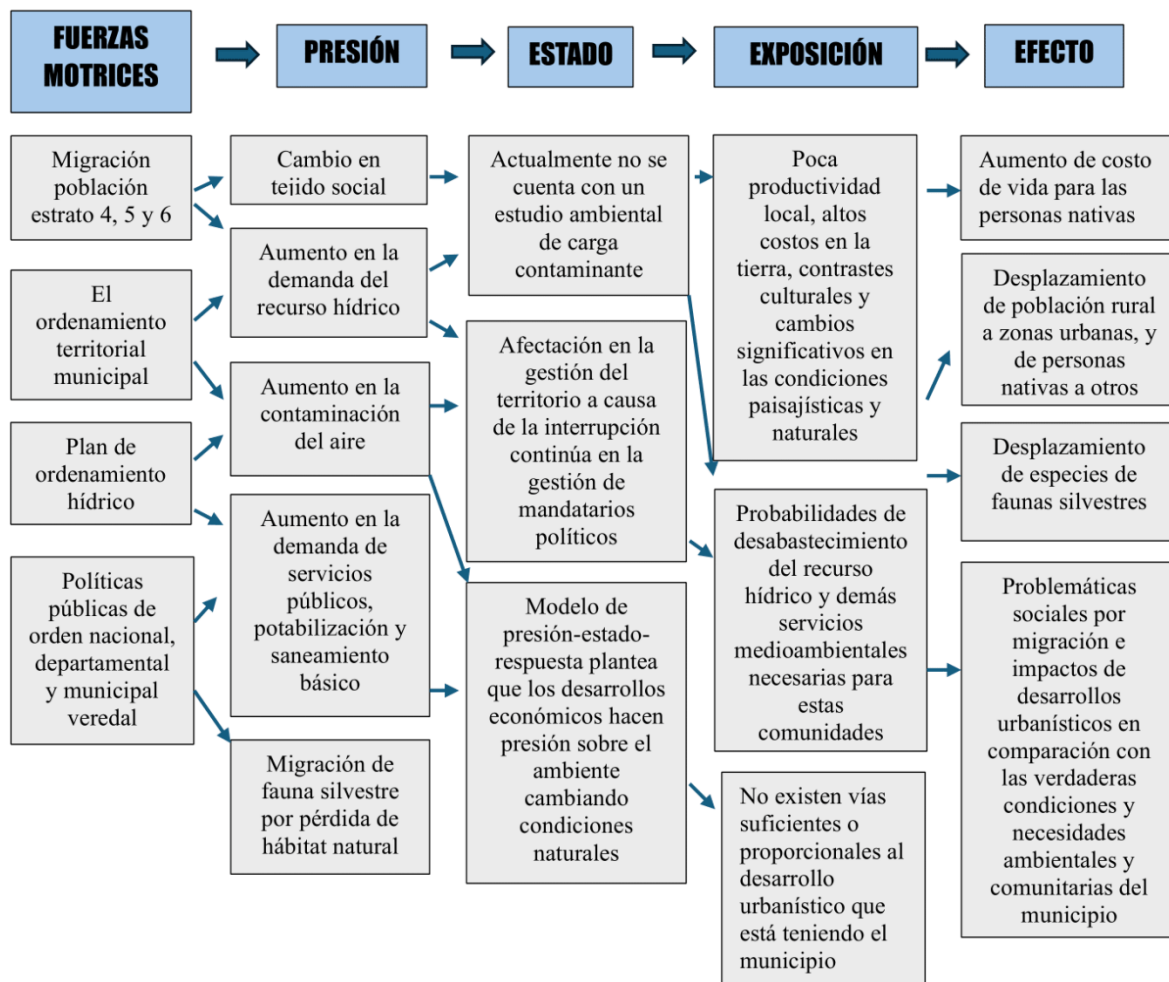 FUERZAS
MOTRICES
PRESIÓN
ESTADO
EXPOSICIÓN
EFECTO
Migración
población
estrato 4, 5 y 6
El
ordenamiento
territorial
municipal
Plan de
ordenamiento
hídrico
Políticas
públicas de
orden nacional,
departamental
y municipal
veredal
Cambio en
tejido social
Aumento en la
demanda del
recurso hídrico
Aumento en la
contaminación
del aire
Aumento en la
demanda de
servicios
públicos,
potabilización y
saneamiento
básico
Migración de
fauna silvestre
por pérdida de
hábitat natural
Actualmente no se
cuenta con un
estudio ambiental
de carga
contaminante
Afectación en la
gestión del
territorio a causa
de la interrupción
continúa en la
gestión de
mandatarios
políticos
Modelo de
presión-estado-
respuesta plantea
que los desarrollos
económicos hacen
presión sobre el
ambiente
cambiando
condiciones
naturales
Poca
productividad
local, altos
costos en la
tierra, contrastes
culturales y
cambios
significativos en
las condiciones
paisajísticas y
naturales
Probabilidades de
desabastecimiento
del recurso
hídrico y demás
servicios
medioambientales
necesarias para
estas
comunidades
No existen vías
suficientes o
proporcionales al
desarrollo
urbanístico que
está teniendo el
municipio
Aumento de costo
de vida para las
personas nativas
Desplazamiento
de población rural
a zonas urbanas, y
de personas
nativas a otros
Desplazamiento
de especies de
faunas silvestres
Problemáticas
sociales por
migración e
impactos de
desarrollos
urbanísticos en
comparación con
las verdaderas
condiciones y
necesidades
ambientales y
comunitarias del
municipio